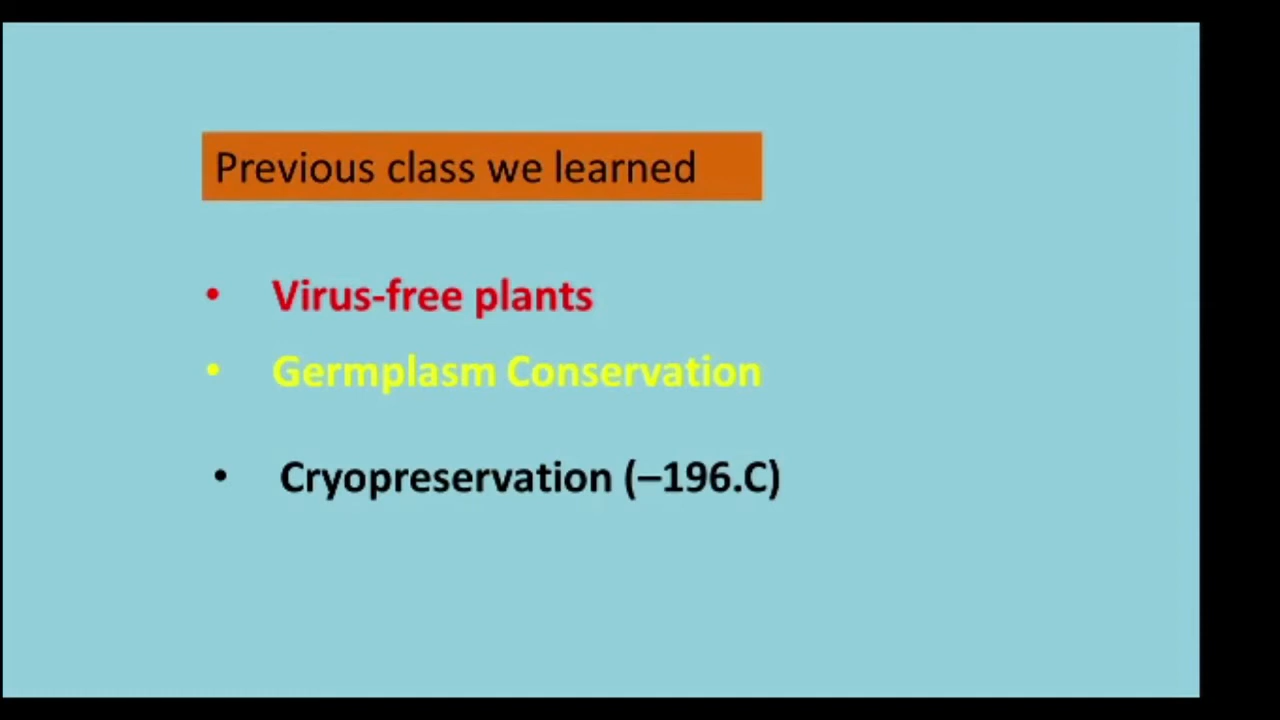 Previous class we learned
• Virus-free plants
• Germplasm Conservation
• Cryopreservation (–196.C)